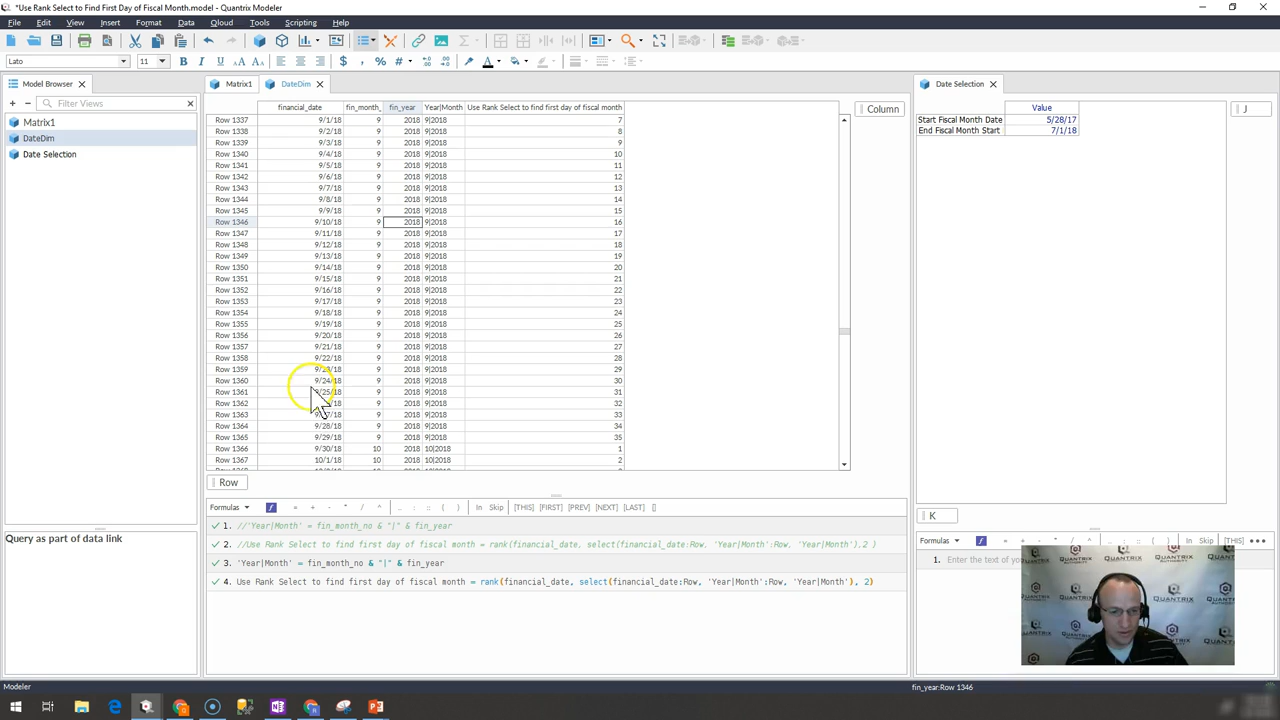 *Use Rank Select to Find First Day of Fiscal Month.model - Quantrix Modeler
File Edit View Insert Format Data Qloud Tools Scripting Help
Lato 11
Model Browser
Filter Views
Matrix1
DateDim
Date Selection
Query as part of data link
Matrix1 DateDim
financial_date fin_month_ fin_year Year|Month Use Rank Select to find first day of fiscal month
Row 1337 9/1/18 9 2018 9|2018 7
Row 1338 9/2/18 9 2018 9|2018 8
Row 1339 9/3/18 9 2018 9|2018 9
Row 1340 9/4/18 9 2018 9|2018 10
Row 1341 9/5/18 9 2018 9|2018 11
Row 1342 9/6/18 9 2018 9|2018 12
Row 1343 9/7/18 9 2018 9|2018 13
Row 1344 9/8/18 9 2018 9|2018 14
Row 1345 9/9/18 9 2018 9|2018 15
Row 1346 9/10/18 9 2018 9|2018 16
Row 1347 9/11/18 9 2018 9|2018 17
Row 1348 9/12/18 9 2018 9|2018 18
Row 1349 9/13/18 9 2018 9|2018 19
Row 1350 9/14/18 9 2018 9|2018 20
Row 1351 9/15/18 9 2018 9|2018 21
Row 1352 9/16/18 9 2018 9|2018 22
Row 1353 9/17/18 9 2018 9|2018 23
Row 1354 9/18/18 9 2018 9|2018 24
Row 1355 9/19/18 9 2018 9|2018 25
Row 1356 9/20/18 9 2018 9|2018 26
Row 1357 9/21/18 9 2018 9|2018 27
Row 1358 9/22/18 9 2018 9|2018 28
Row 1359 9/23/18 9 2018 9|2018 29
Row 1360 9/24/18 9 2018 9|2018 30
Row 1361 9/25/18 9 2018 9|2018 31
Row 1362 9 2018 9|2018 32
Row 1363 9 2018 9|2018 33
Row 1364 9/28/18 9 2018 9|2018 34
Row 1365 9/29/18 9 2018 9|2018 35
Row 1366 9/30/18 10 2018 10|2018 1
Row 1367 10/1/18 10 2018 10|2018 2
Column
Row
Formulas = + - * / ^ .. :: ( ) In Skip [THIS] [FIRST] [PREV] [NEXT] [LAST] []
1. //'Year|Month' = fin_month_no & "|" & fin_year
2. //Use Rank Select to find first day of fiscal month = rank(financial_date, select(financial_date:Row, 'Year|Month':Row, 'Year|Month'),2 )
3. 'Year|Month' = fin_month_no & "|" & fin_year
4. Use Rank Select to find first day of fiscal month = rank(financial_date, select(financial_date:Row, 'Year|Month':Row, 'Year|Month'), 2)
Date Selection
Value
Start Fiscal Month Date 5/28/17
End Fiscal Month Start 7/1/18
J
K
Formulas = + - * / ^ .. :: ( ) In Skip [THIS]
1. Enter the text of you
QUANTRIX
AUTHORITY
Modeler
fin_year:Row 1346